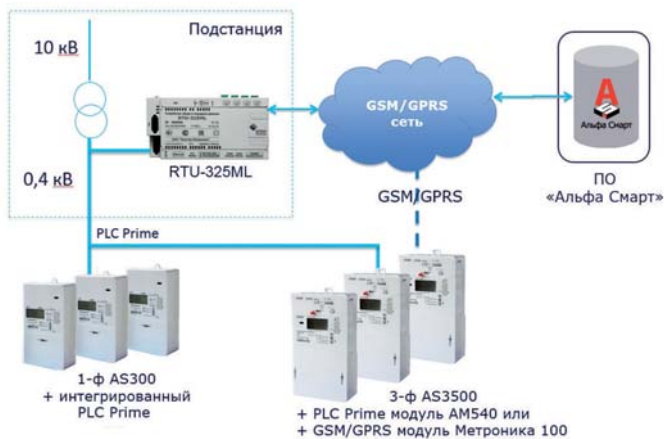 Подстанция
10 кВ
RTU-325ML
0,4 кВ
GSM/GPRS
сеть
Альфа Смарт
ПО
«Альфа Смарт»
GSM/GPRS
PLC Prime
1-ф AS300
+ интегрированный
PLC Prime
3-ф AS3500
+ PLC Prime модуль AM540 или
+ GSM/GPRS модуль Метроника 100